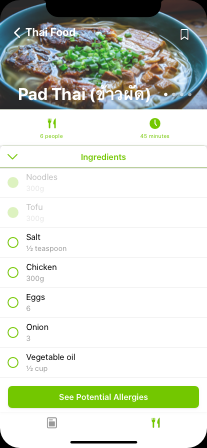 Thai Food
Pad Thai (ข้าวผัด)
6 people
45 minutes
Ingredients
Noodles
300g
Tofu
300g
Salt
½ teaspoon
Chicken
300g
Eggs
6
Onion
3
Vegetable oil
½ cup
See Potential Allergies